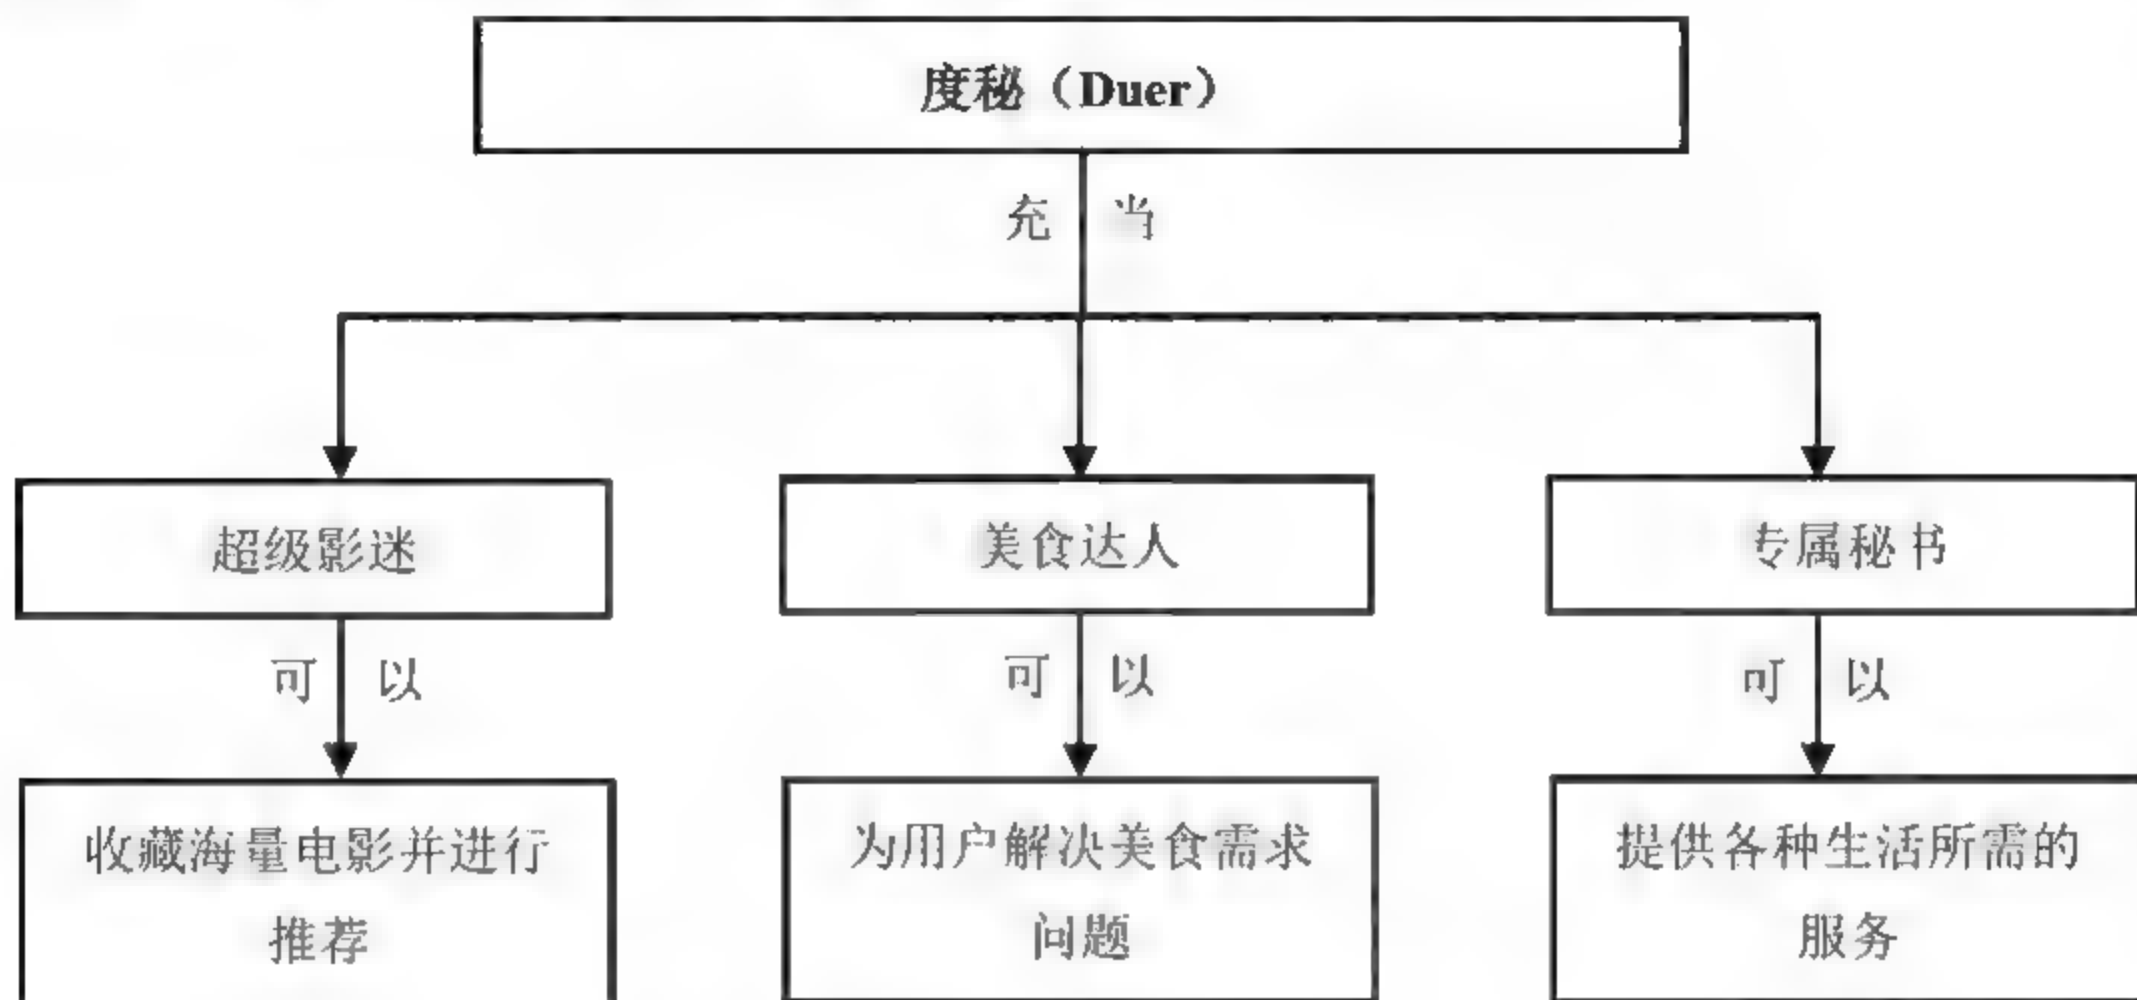 度秘（Duer）
充 当
超级影迷 美食达人 专属秘书
可 以 可 以 可 以
收藏海量电影并进行 为用户解决美食需求 提供各种生活所需的
推荐 问题 服务